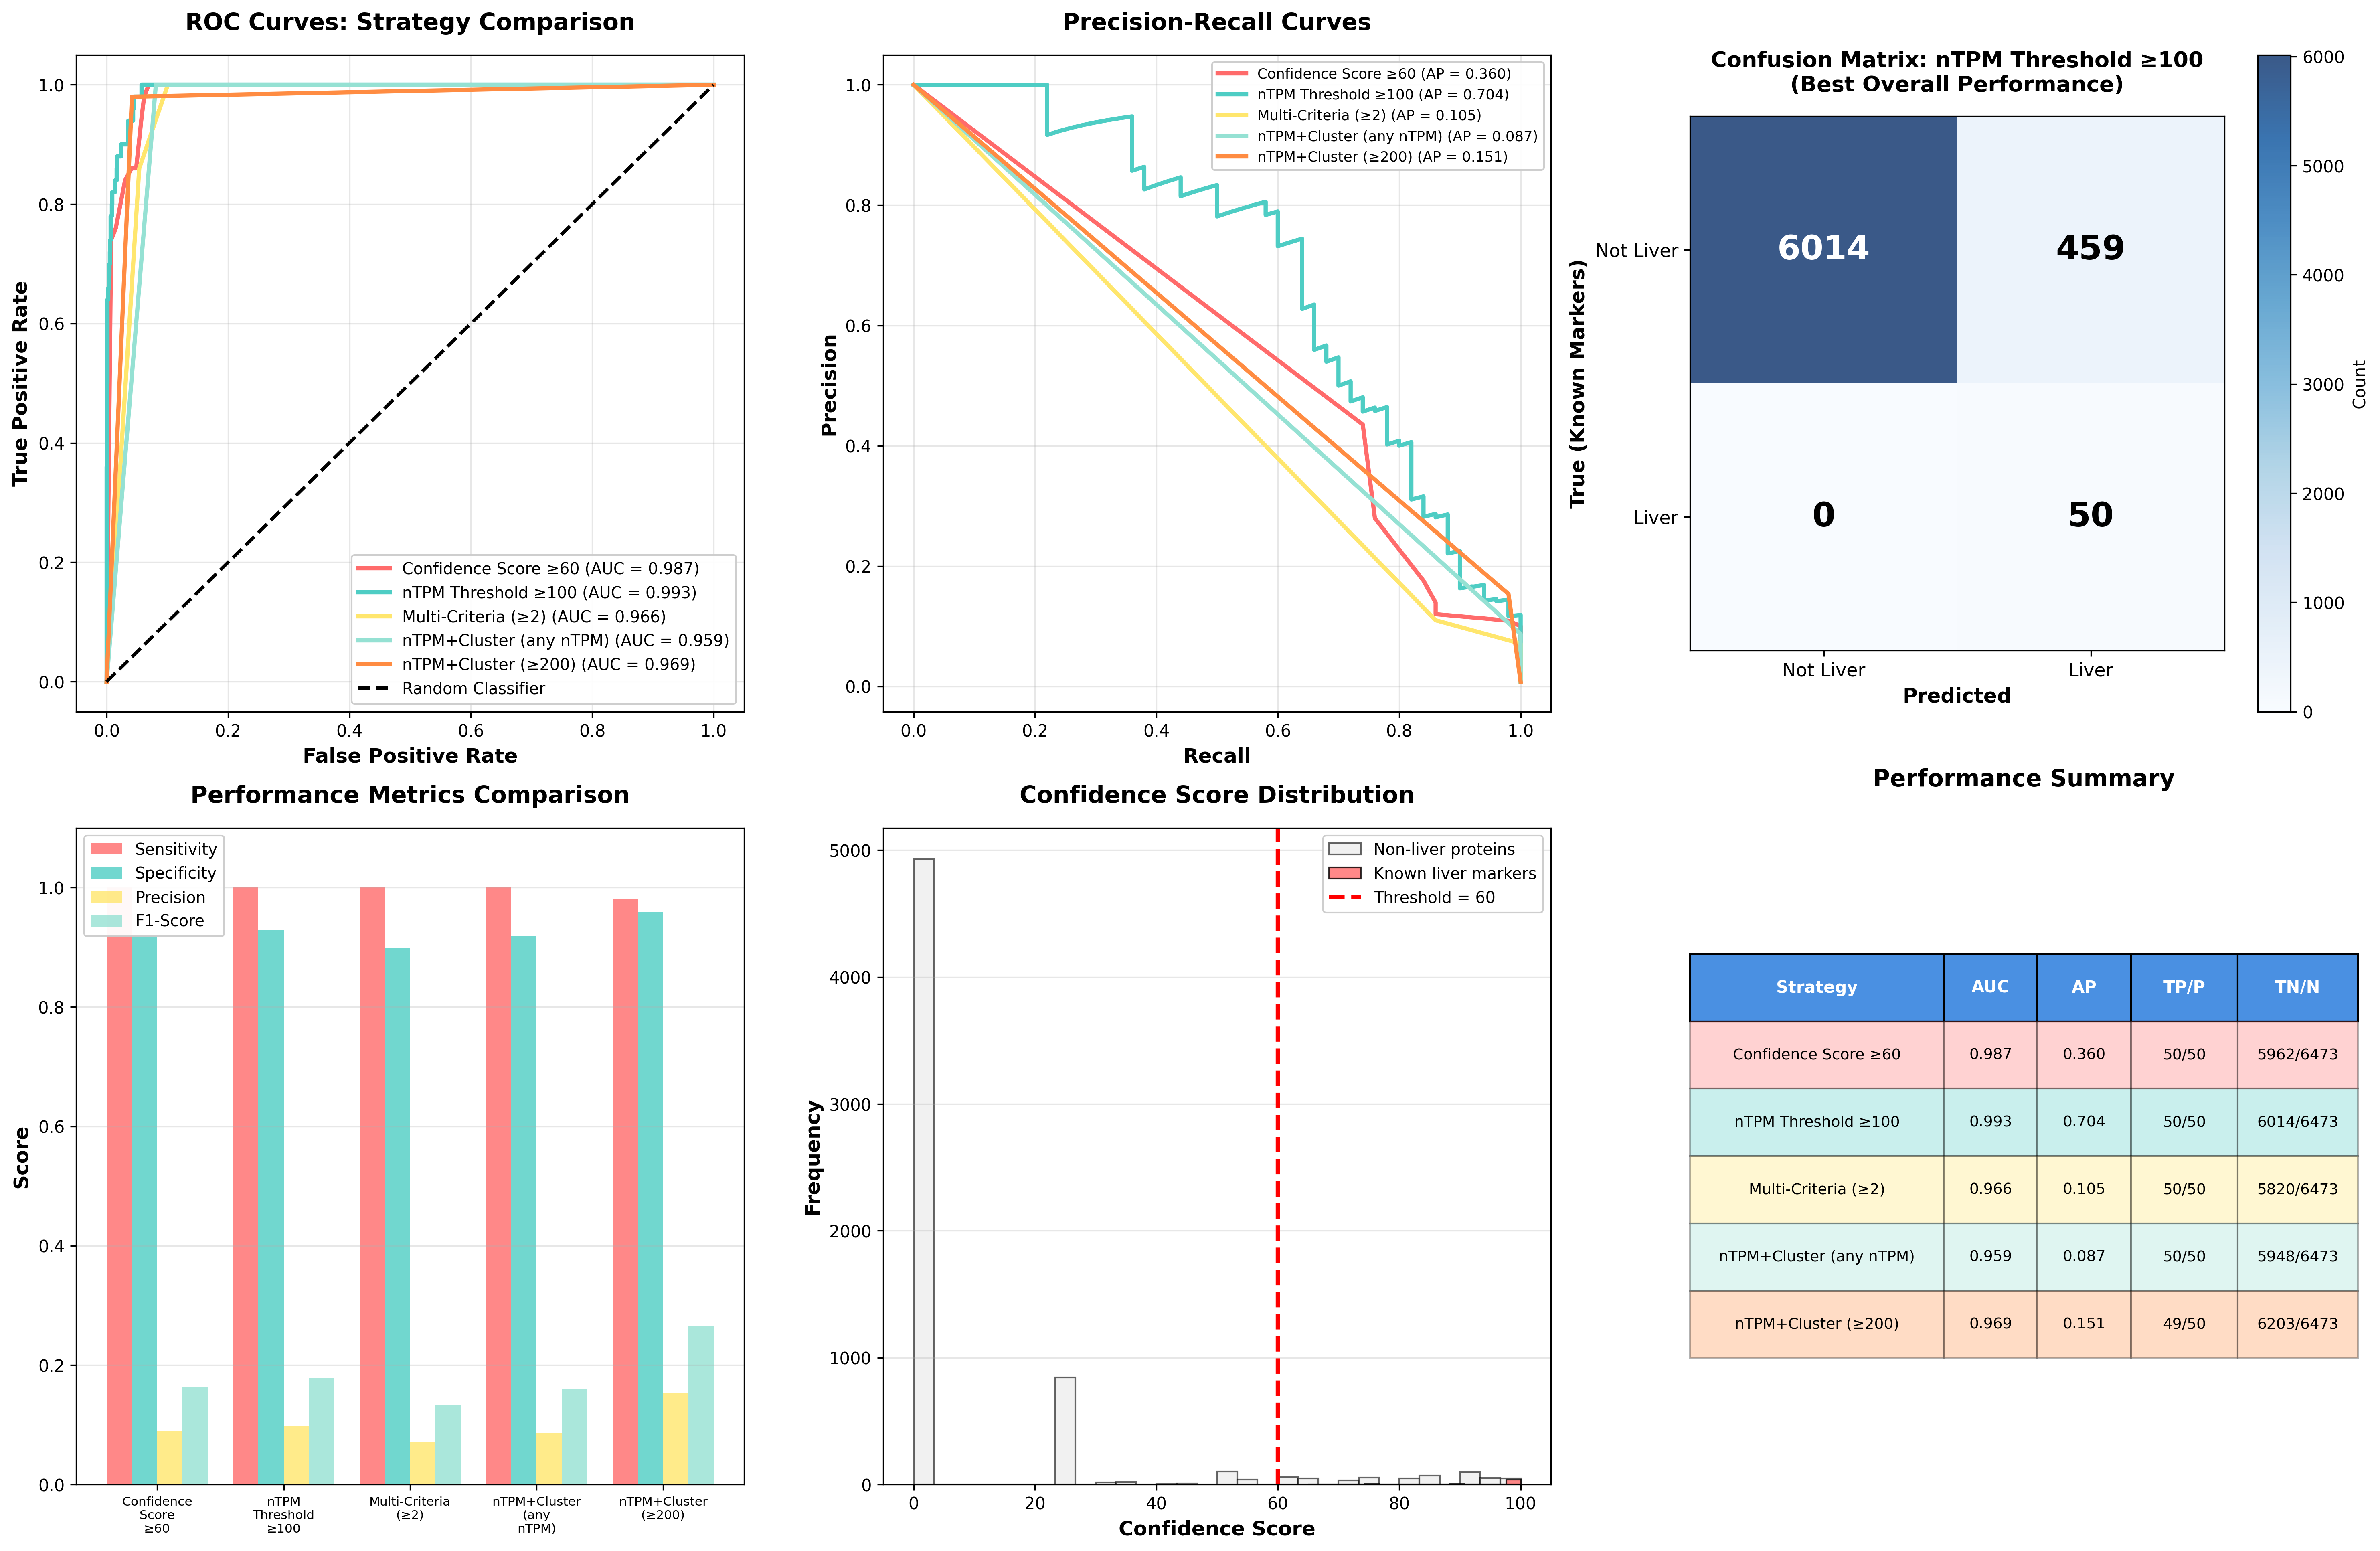 ROC Curves: Strategy Comparison
True Positive Rate
1.0
0.8
0.6
0.4
0.2
0.0
Confidence Score ≥60 (AUC = 0.987)
nTPM Threshold ≥100 (AUC = 0.993)
Multi-Criteria (≥2) (AUC = 0.966)
nTPM+Cluster (any nTPM) (AUC = 0.959)
nTPM+Cluster (≥200) (AUC = 0.969)
Random Classifier
0.0 0.2 0.4 0.6 0.8 1.0
False Positive Rate
Precision-Recall Curves
Precision
1.0
0.8
0.6
0.4
0.2
0.0
Confidence Score ≥60 (AP = 0.360)
nTPM Threshold ≥100 (AP = 0.704)
Multi-Criteria (≥2) (AP = 0.105)
nTPM+Cluster (any nTPM) (AP = 0.087)
nTPM+Cluster (≥200) (AP = 0.151)
0.0 0.2 0.4 0.6 0.8 1.0
Recall
Confusion Matrix: nTPM Threshold ≥100
(Best Overall Performance)
True (Known Markers)
Not Liver 6014 459
Liver 0 50
Not Liver Liver
Predicted
6000
5000
4000
3000
2000
1000
0
Count
Performance Metrics Comparison
Score
1.0
0.8
0.6
0.4
0.2
0.0
Sensitivity
Specificity
Precision
F1-Score
Confidence
Score
≥60
nTPM
Threshold
≥100
Multi-Criteria
(≥2)
nTPM+Cluster
(any
nTPM)
nTPM+Cluster
(≥200)
Confidence Score Distribution
Frequency
5000
4000
3000
2000
1000
0
Non-liver proteins
Known liver markers
Threshold = 60
0 20 40 60 80 100
Confidence Score
Performance Summary
Strategy AUC AP TP/P TN/N
Confidence Score ≥60 0.987 0.360 50/50 5962/6473
nTPM Threshold ≥100 0.993 0.704 50/50 6014/6473
Multi-Criteria (≥2) 0.966 0.105 50/50 5820/6473
nTPM+Cluster (any nTPM) 0.959 0.087 50/50 5948/6473
nTPM+Cluster (≥200) 0.969 0.151 49/50 6203/6473